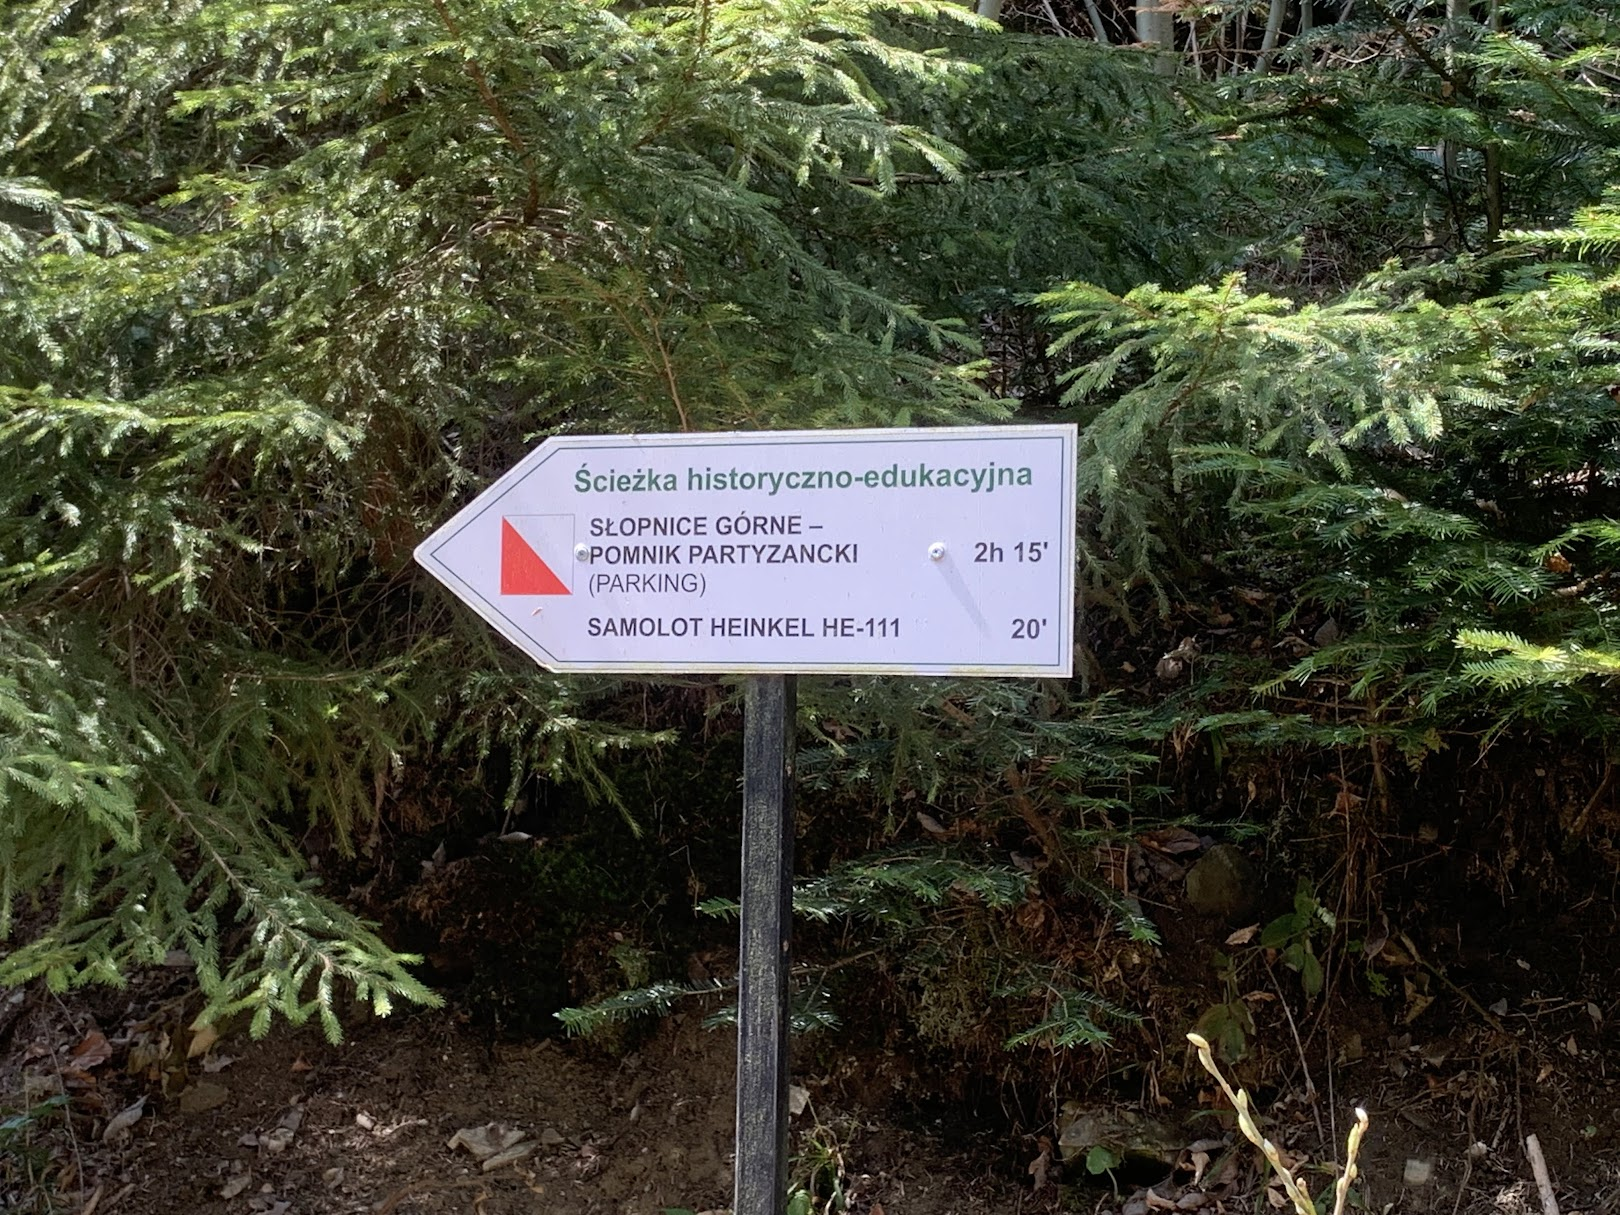 Ścieżka historyczno-edukacyjna
SŁOPNICE GÓRNE –
POMNIK PARTYZANCKI 2h 15'
(PARKING)
SAMOLOT HEINKEL HE-111 20'